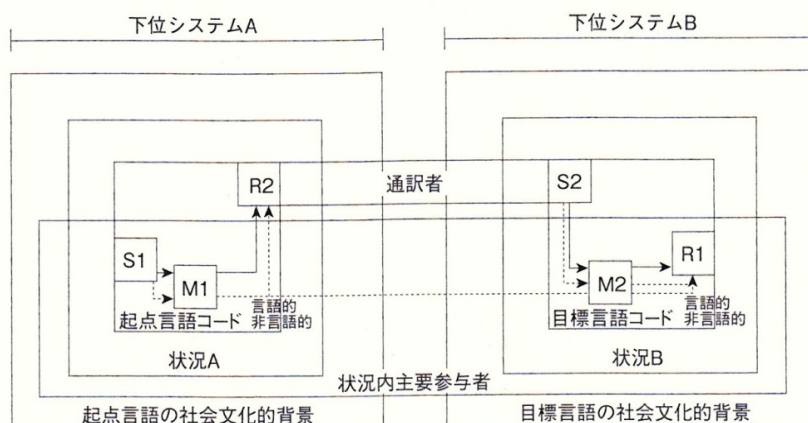 下位システムA
下位システムB
R2
通訳者
S2
S1
M1
R1
M2
言語的
非言語的
起点言語コード
言語的
非言語的
目標言語コード
状況A
状況B
状況内主要参与者
起点言語の社会文化的背景
目標言語の社会文化的背景